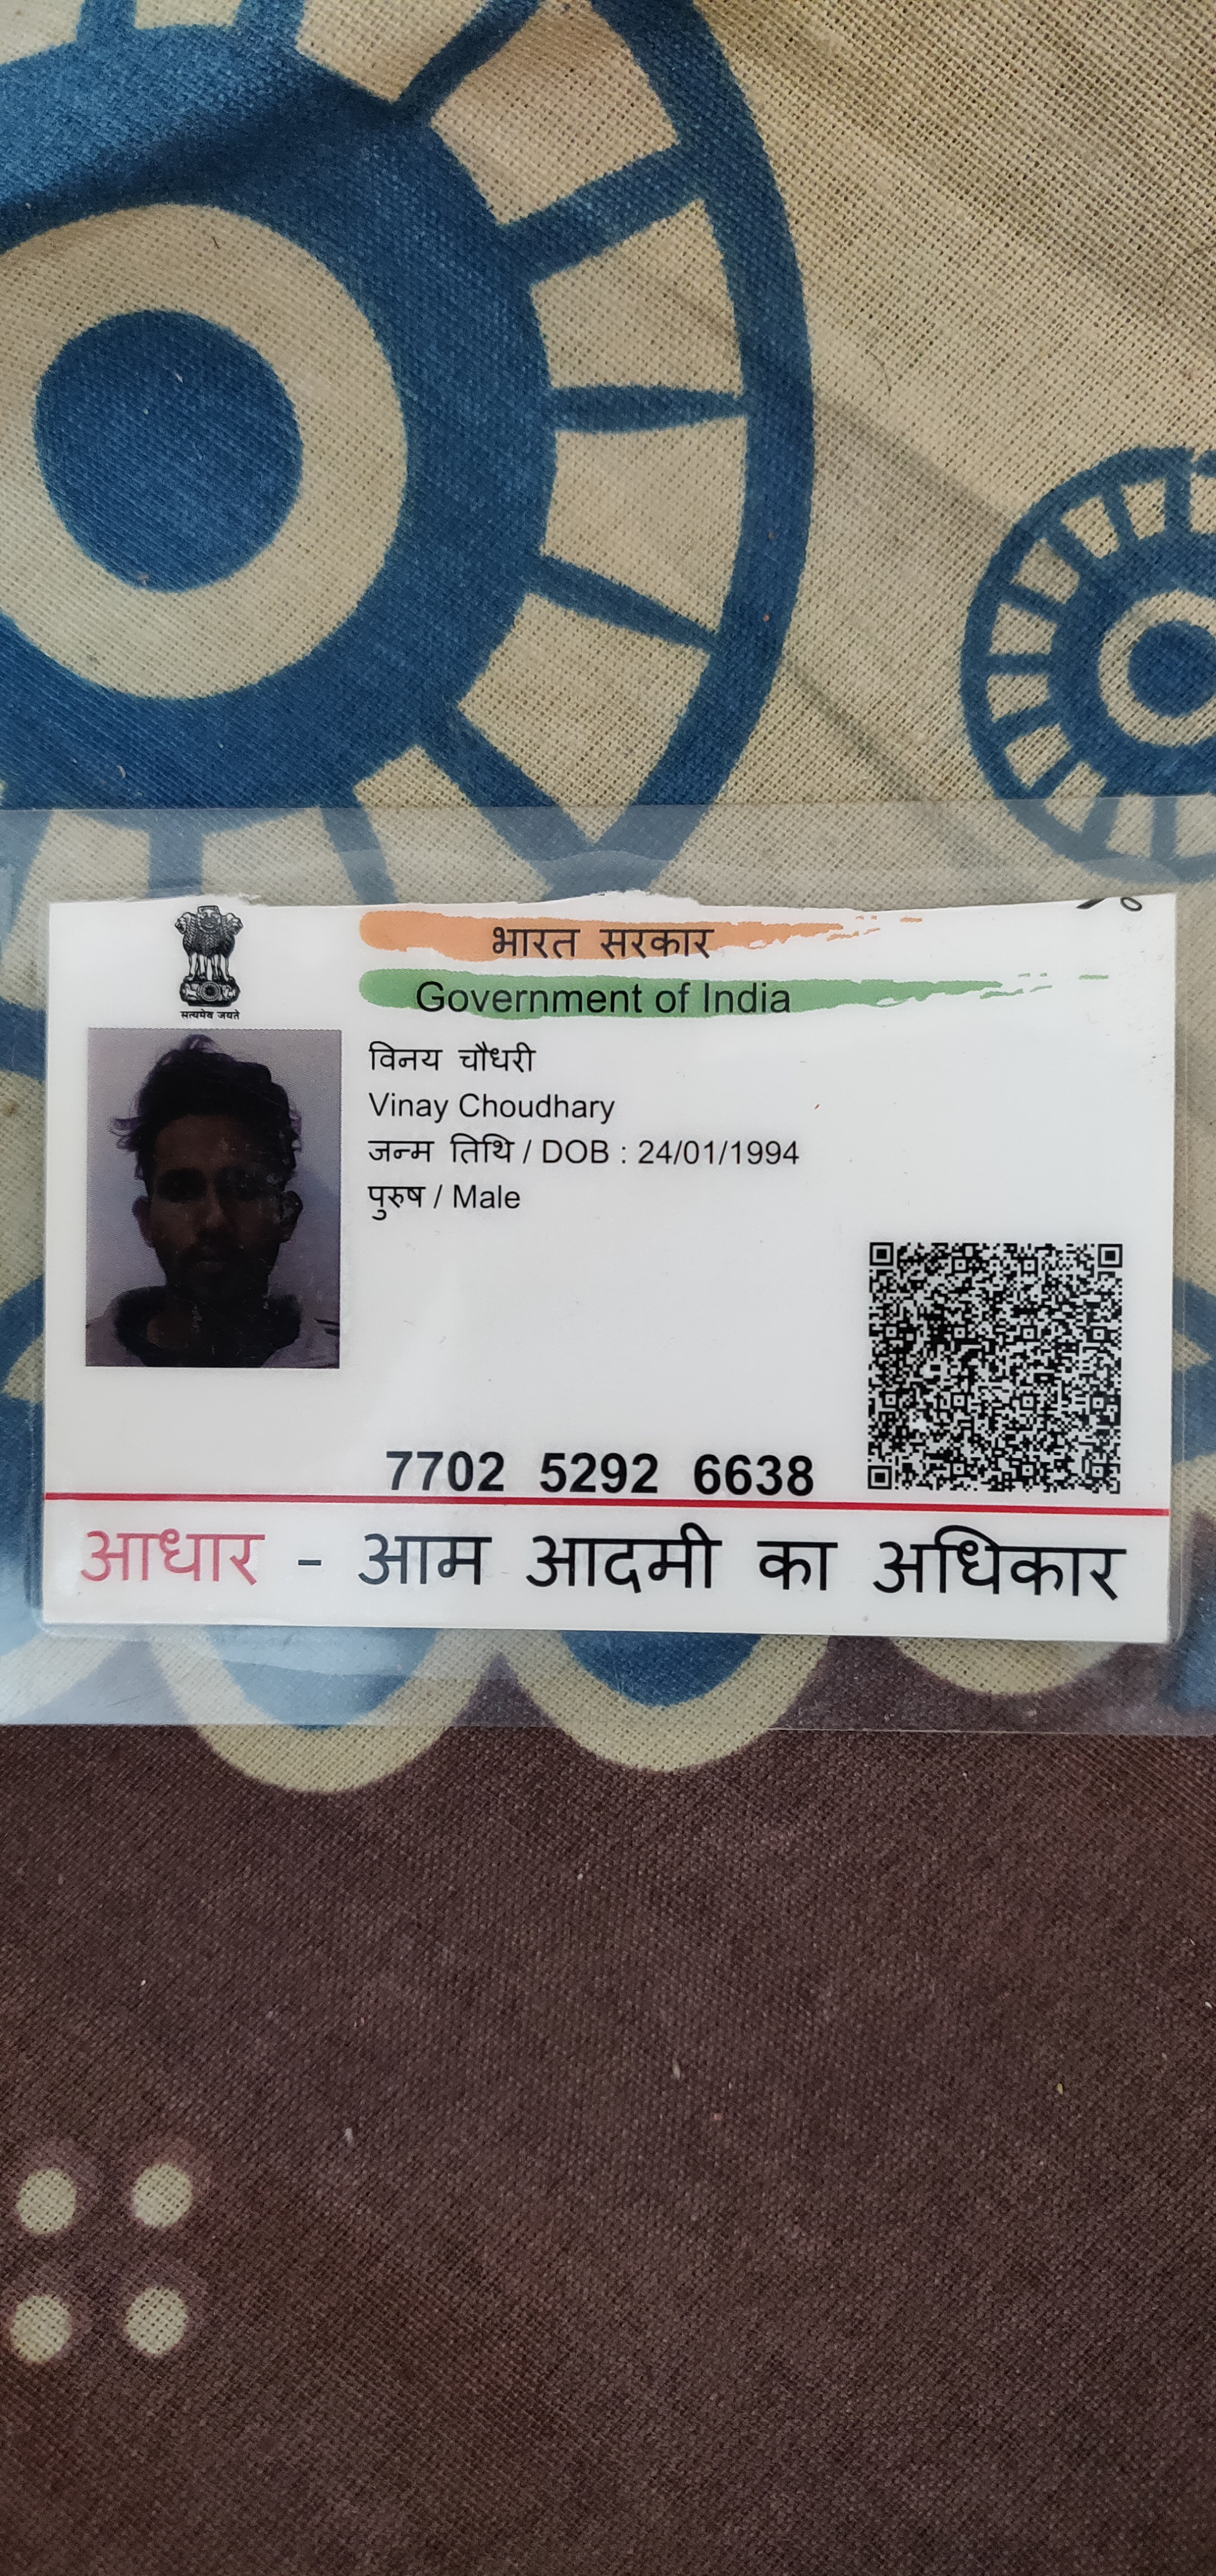 भारत सरकार
Government of India
सत्यमेव जयते
विनय चौधरी
Vinay Choudhary
जन्म तिथि / DOB : 24/01/1994
पुरुष / Male
7702 5292 6638
आधार - आम आदमी का अधिकार